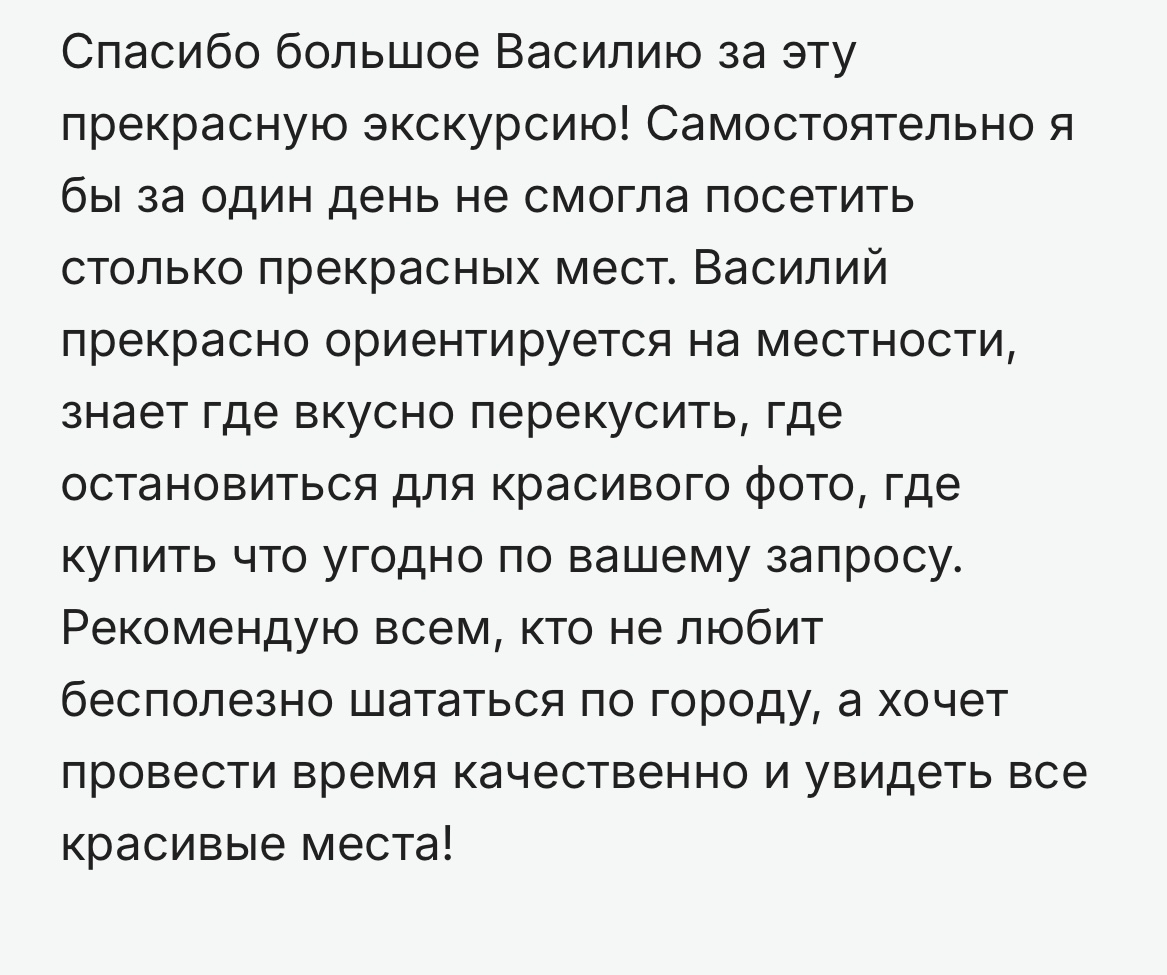 Спасибо большое Василию за эту
прекрасную экскурсию! Самостоятельно я
бы за один день не смогла посетить
столько прекрасных мест. Василий
прекрасно ориентируется на местности,
знает где вкусно перекусить, где
остановиться для красивого фото, где
купить что угодно по вашему запросу.
Рекомендую всем, кто не любит
бесполезно шататься по городу, а хочет
провести время качественно и увидеть все
красивые места!